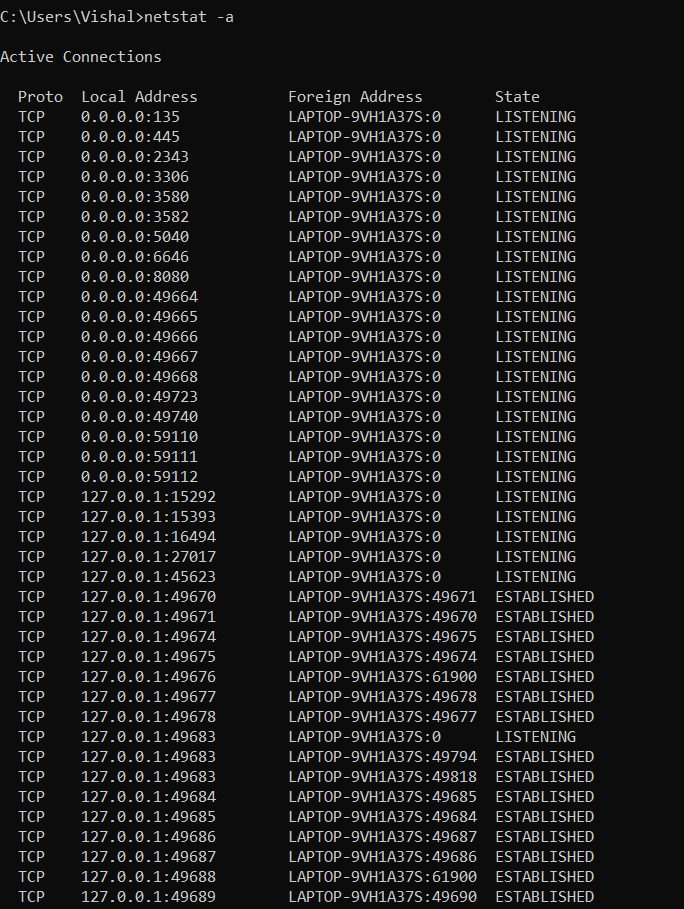 C:\Users\Vishal>netstat -a
Active Connections
Proto  Local Address          Foreign Address        State
TCP    0.0.0.0:135            LAPTOP-9VH1A37S:0      LISTENING
TCP    0.0.0.0:445            LAPTOP-9VH1A37S:0      LISTENING
TCP    0.0.0.0:2343           LAPTOP-9VH1A37S:0      LISTENING
TCP    0.0.0.0:3306           LAPTOP-9VH1A37S:0      LISTENING
TCP    0.0.0.0:3580           LAPTOP-9VH1A37S:0      LISTENING
TCP    0.0.0.0:3582           LAPTOP-9VH1A37S:0      LISTENING
TCP    0.0.0.0:5040           LAPTOP-9VH1A37S:0      LISTENING
TCP    0.0.0.0:6646           LAPTOP-9VH1A37S:0      LISTENING
TCP    0.0.0.0:8080           LAPTOP-9VH1A37S:0      LISTENING
TCP    0.0.0.0:49664          LAPTOP-9VH1A37S:0      LISTENING
TCP    0.0.0.0:49665          LAPTOP-9VH1A37S:0      LISTENING
TCP    0.0.0.0:49666          LAPTOP-9VH1A37S:0      LISTENING
TCP    0.0.0.0:49667          LAPTOP-9VH1A37S:0      LISTENING
TCP    0.0.0.0:49668          LAPTOP-9VH1A37S:0      LISTENING
TCP    0.0.0.0:49723          LAPTOP-9VH1A37S:0      LISTENING
TCP    0.0.0.0:49740          LAPTOP-9VH1A37S:0      LISTENING
TCP    0.0.0.0:59110          LAPTOP-9VH1A37S:0      LISTENING
TCP    0.0.0.0:59111          LAPTOP-9VH1A37S:0      LISTENING
TCP    0.0.0.0:59112          LAPTOP-9VH1A37S:0      LISTENING
TCP    127.0.0.1:15292        LAPTOP-9VH1A37S:0      LISTENING
TCP    127.0.0.1:15393        LAPTOP-9VH1A37S:0      LISTENING
TCP    127.0.0.1:16494        LAPTOP-9VH1A37S:0      LISTENING
TCP    127.0.0.1:27017        LAPTOP-9VH1A37S:0      LISTENING
TCP    127.0.0.1:45623        LAPTOP-9VH1A37S:0      LISTENING
TCP    127.0.0.1:49670        LAPTOP-9VH1A37S:49671  ESTABLISHED
TCP    127.0.0.1:49671        LAPTOP-9VH1A37S:49670  ESTABLISHED
TCP    127.0.0.1:49674        LAPTOP-9VH1A37S:49675  ESTABLISHED
TCP    127.0.0.1:49675        LAPTOP-9VH1A37S:49674  ESTABLISHED
TCP    127.0.0.1:49676        LAPTOP-9VH1A37S:61900  ESTABLISHED
TCP    127.0.0.1:49677        LAPTOP-9VH1A37S:49678  ESTABLISHED
TCP    127.0.0.1:49678        LAPTOP-9VH1A37S:49677  ESTABLISHED
TCP    127.0.0.1:49683        LAPTOP-9VH1A37S:0      LISTENING
TCP    127.0.0.1:49683        LAPTOP-9VH1A37S:49794  ESTABLISHED
TCP    127.0.0.1:49683        LAPTOP-9VH1A37S:49818  ESTABLISHED
TCP    127.0.0.1:49684        LAPTOP-9VH1A37S:49685  ESTABLISHED
TCP    127.0.0.1:49685        LAPTOP-9VH1A37S:49684  ESTABLISHED
TCP    127.0.0.1:49686        LAPTOP-9VH1A37S:49687  ESTABLISHED
TCP    127.0.0.1:49687        LAPTOP-9VH1A37S:49686  ESTABLISHED
TCP    127.0.0.1:49688        LAPTOP-9VH1A37S:61900  ESTABLISHED
TCP    127.0.0.1:49689        LAPTOP-9VH1A37S:49690  ESTABLISHED